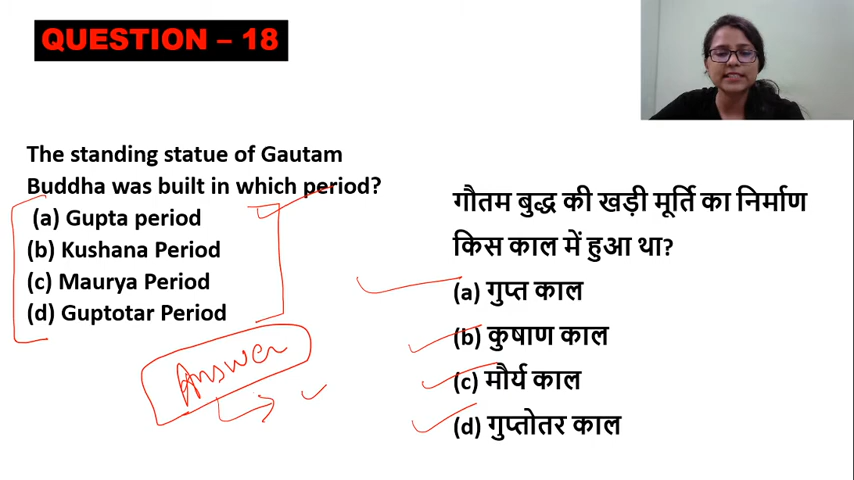 QUESTION – 18
The standing statue of Gautam
Buddha was built in which period?
(a) Gupta period
(b) Kushana Period
(c) Maurya Period
(d) Guptotar Period
Answer
गौतम बुद्ध की खड़ी मूर्ति का निर्माण
किस काल में हुआ था?
(a) गुप्त काल
(b) कुषाण काल
(c) मौर्य काल
(d) गुप्तोतर काल